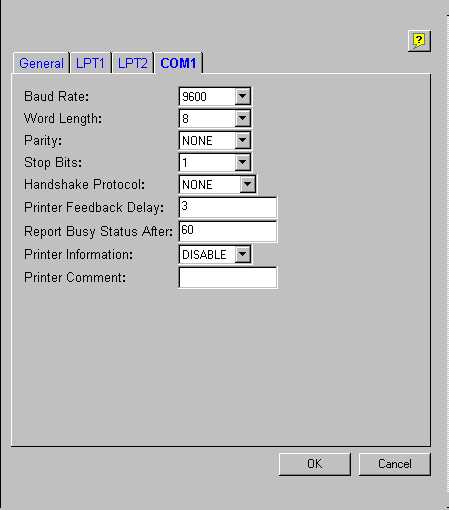 ?
General LPT1 LPT2 COM1
Baud Rate: 9600
Word Length: 8
Parity: NONE
Stop Bits: 1
Handshake Protocol: NONE
Printer Feedback Delay: 3
Report Busy Status After: 60
Printer Information: DISABLE
Printer Comment:
OK Cancel